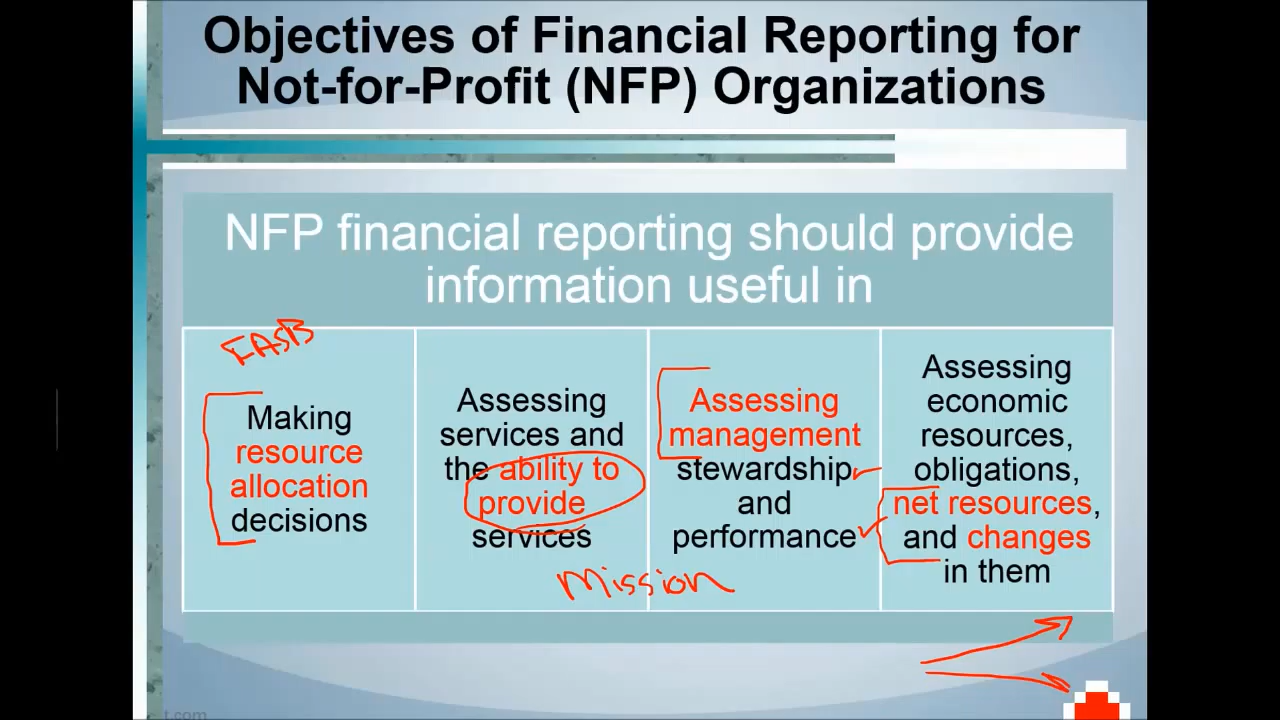 Objectives of Financial Reporting for
Not-for-Profit (NFP) Organizations
NFP financial reporting should provide
information useful in
FASB
Making
resource
allocation
decisions
Assessing
services and
the ability to
provide
services
Mission
Assessing
management
stewardship
and
performance
Assessing
economic
resources,
obligations,
net resources,
and changes
in them
t.com